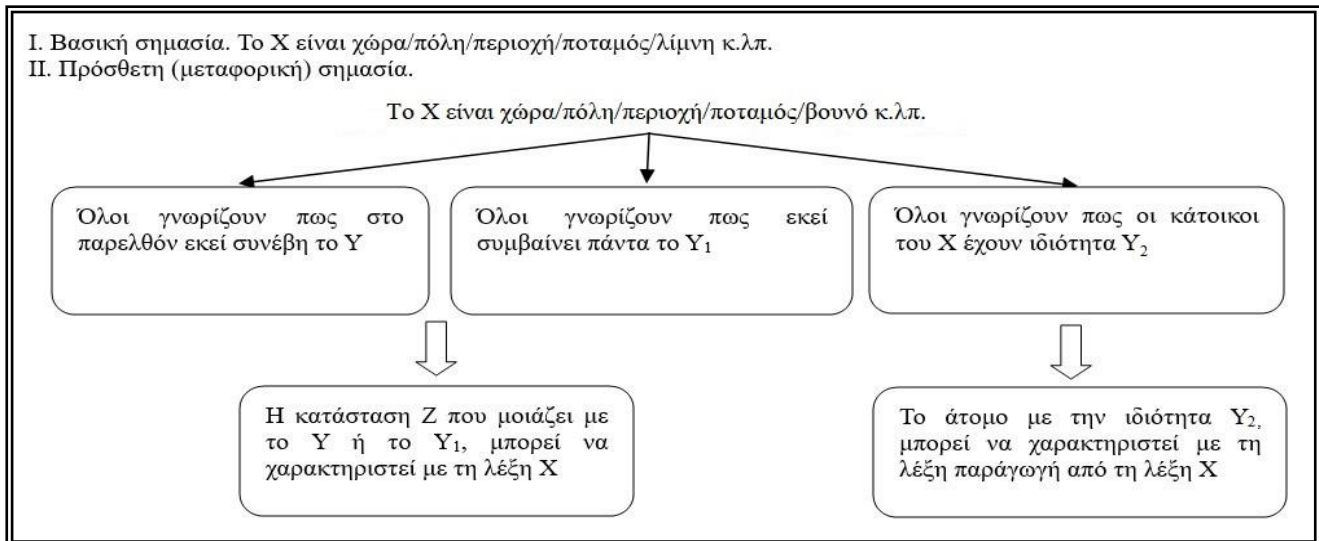 I. Βασική σημασία. Το Χ είναι χώρα/πόλη/περιοχή/ποταμός/λίμνη κ.λπ.
II. Πρόσθετη (μεταφορική) σημασία.
Το Χ είναι χώρα/πόλη/περιοχή/ποταμός/βουνό κ.λπ.
Όλοι γνωρίζουν πως στο
παρελθόν εκεί συνέβη το Υ
Όλοι γνωρίζουν πως εκεί
συμβαίνει πάντα το Υ₁
Όλοι γνωρίζουν πως οι κάτοικοι
του Χ έχουν ιδιότητα Υ₂
Η κατάσταση Ζ που μοιάζει με
το Υ ή το Υ₁, μπορεί να
χαρακτηριστεί με τη λέξη Χ
Το άτομο με την ιδιότητα Υ₂,
μπορεί να χαρακτηριστεί με τη
λέξη παράγωγή από τη λέξη Χ